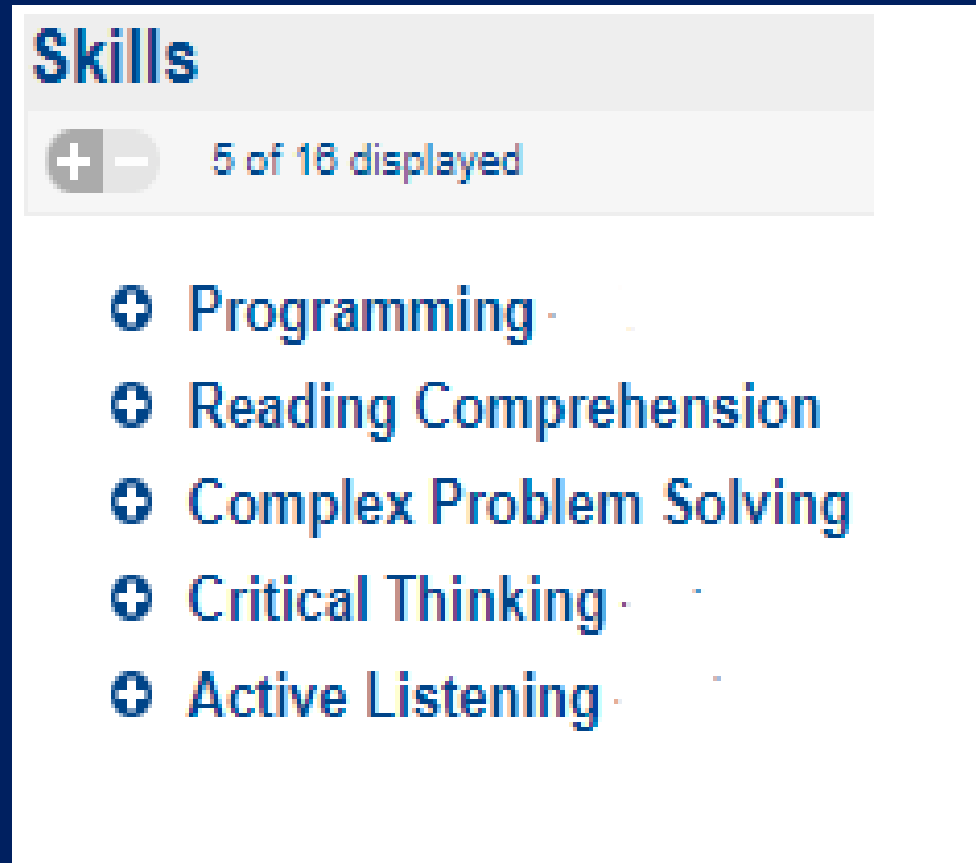 Skills
5 of 16 displayed
Programming
Reading Comprehension
Complex Problem Solving
Critical Thinking
Active Listening